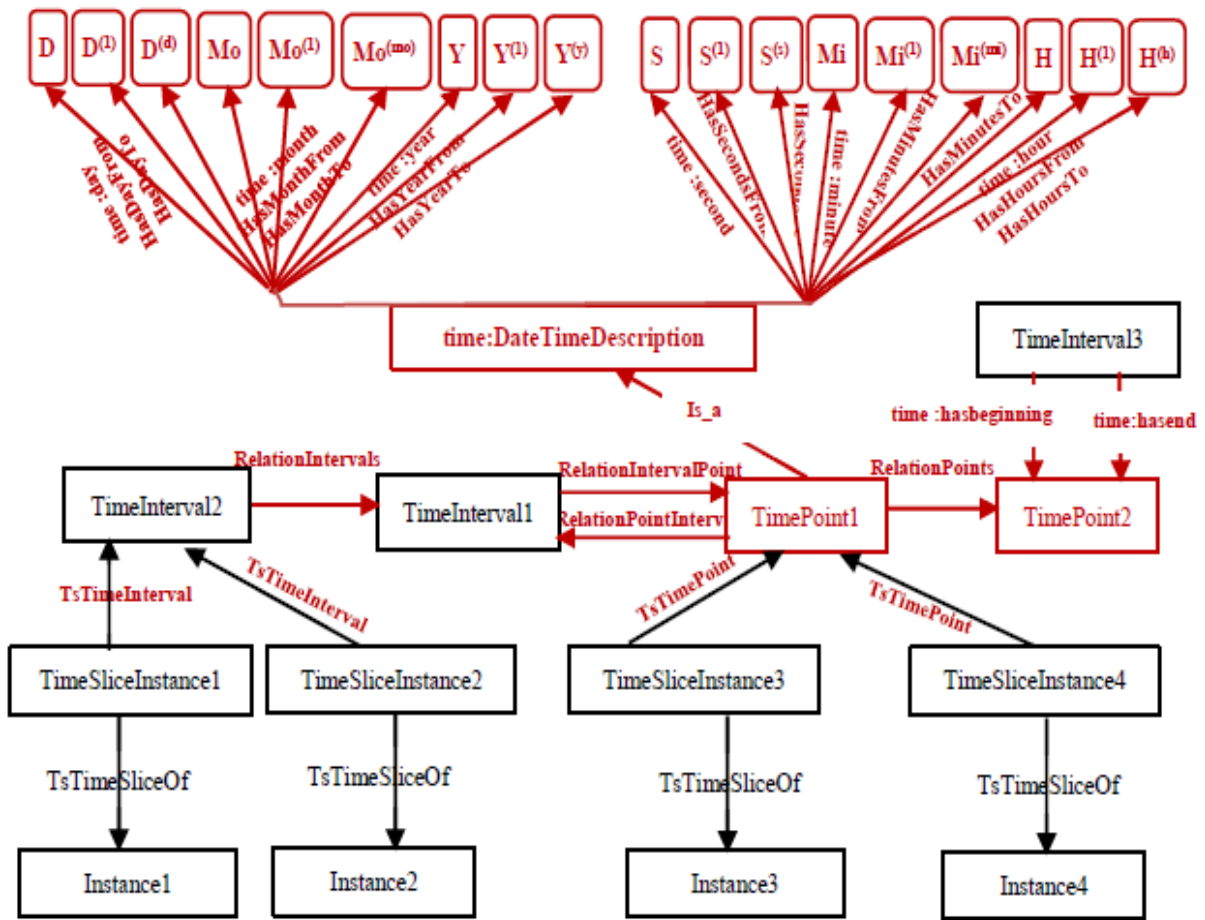 D D⁽¹⁾ D⁽ᵈ⁾ Mo Mo⁽¹⁾ Mo⁽ᵐᵒ⁾ Y Y⁽¹⁾ Y⁽ʸ⁾
S S⁽¹⁾ S⁽ˢ⁾ Mi Mi⁽¹⁾ Mi⁽ᵐⁱ⁾ H H⁽¹⁾ H⁽ʰ⁾
time :day
HasDayFrom
HasDayTo
time :month
HasMonthFrom
HasMonthTo
time :year
HasYearFrom
HasYearTo
time :second
HasSecondsFrom
time :minute
HasMinutesFrom
HasMinutesTo
time :hour
HasHoursFrom
HasHoursTo
time:DateTimeDescription
TimeInterval3
Is_a
time :hasbeginning
time:hasend
RelationIntervals
RelationIntervalPoint
RelationPoints
TimeInterval2
TimeInterval1
RelationPointInterv
TimePoint1
TimePoint2
TsTimeInterval
TsTimeInterval
TsTimePoint
TsTimePoint
TimeSliceInstance1
TimeSliceInstance2
TimeSliceInstance3
TimeSliceInstance4
TsTimeSliceOf
TsTimeSliceOf
TsTimeSliceOf
TsTimeSliceOf
Instance1
Instance2
Instance3
Instance4